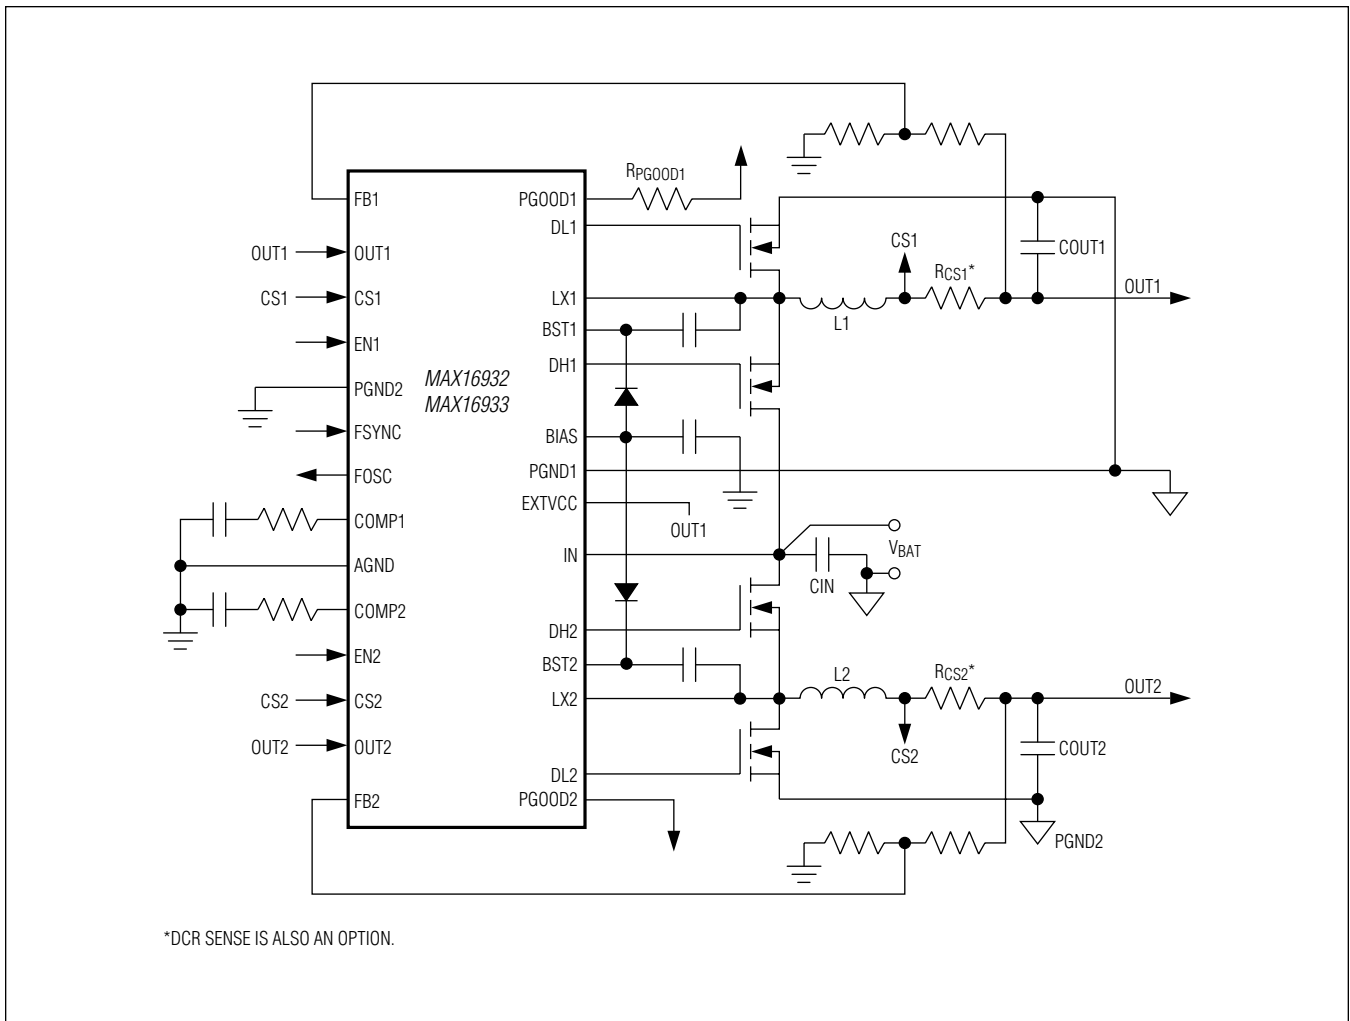 RPGOOD1
FB1
PGOOD1
DL1
CS1
COUT1
OUT1
OUT1
RCS1*
OUT1
CS1
CS1
LX1
L1
BST1
EN1
DH1
MAX16932
MAX16933
PGND2
FSYNC
BIAS
PGND1
FOSC
EXTVCC
OUT1
COMP1
IN
VBAT
AGND
CIN
COMP2
DH2
EN2
BST2
L2
RCS2*
OUT2
CS2
CS2
LX2
OUT2
OUT2
CS2
COUT2
DL2
FB2
PGOOD2
PGND2
*DCR SENSE IS ALSO AN OPTION.